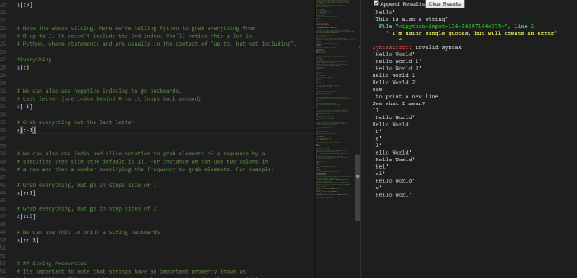 s[:3]
# Note the above slicing. Here we're telling Python to grab everything from
# 0 up to 3. It doesn't include the 3rd index. You'll notice this a lot in
# Python, where statements and are usually in the context of "up to, but not including".
#Everything
s[:]
# We can also use negative indexing to go backwards.
# Last letter (one index behind 0 so it loops back around)
s[-1]
# Grab everything but the last letter
s[:-1]
# We can also use index and slice notation to grab elements of a sequence by a
# specified step size (the default is 1). For instance we can use two colons in
# a row and then a number specifying the frequency to grab elements. For example:
# Grab everything, but go in steps size of 1
s[::1]
# Grab everything, but go in step sizes of 2
s[::2]
# We can use this to print a string backwards
s[::-1]
# ## String Properties
# Its important to note that strings have an important property known as
Append Results
Clear Results
'hello'
'This is also a string'
line 1
' I'm using single quotes, but will create an error'
^
SyntaxError: invalid syntax
'Hello World'
'Hello world 1'
'Hello World 2'
Hello World 1
Hello World 2
Use
to print a new line
See what I mean?
'Hello World'
Hello World
'ello World'
'Hello World'
'Hel'
'Hello World'
'Hello Worl'